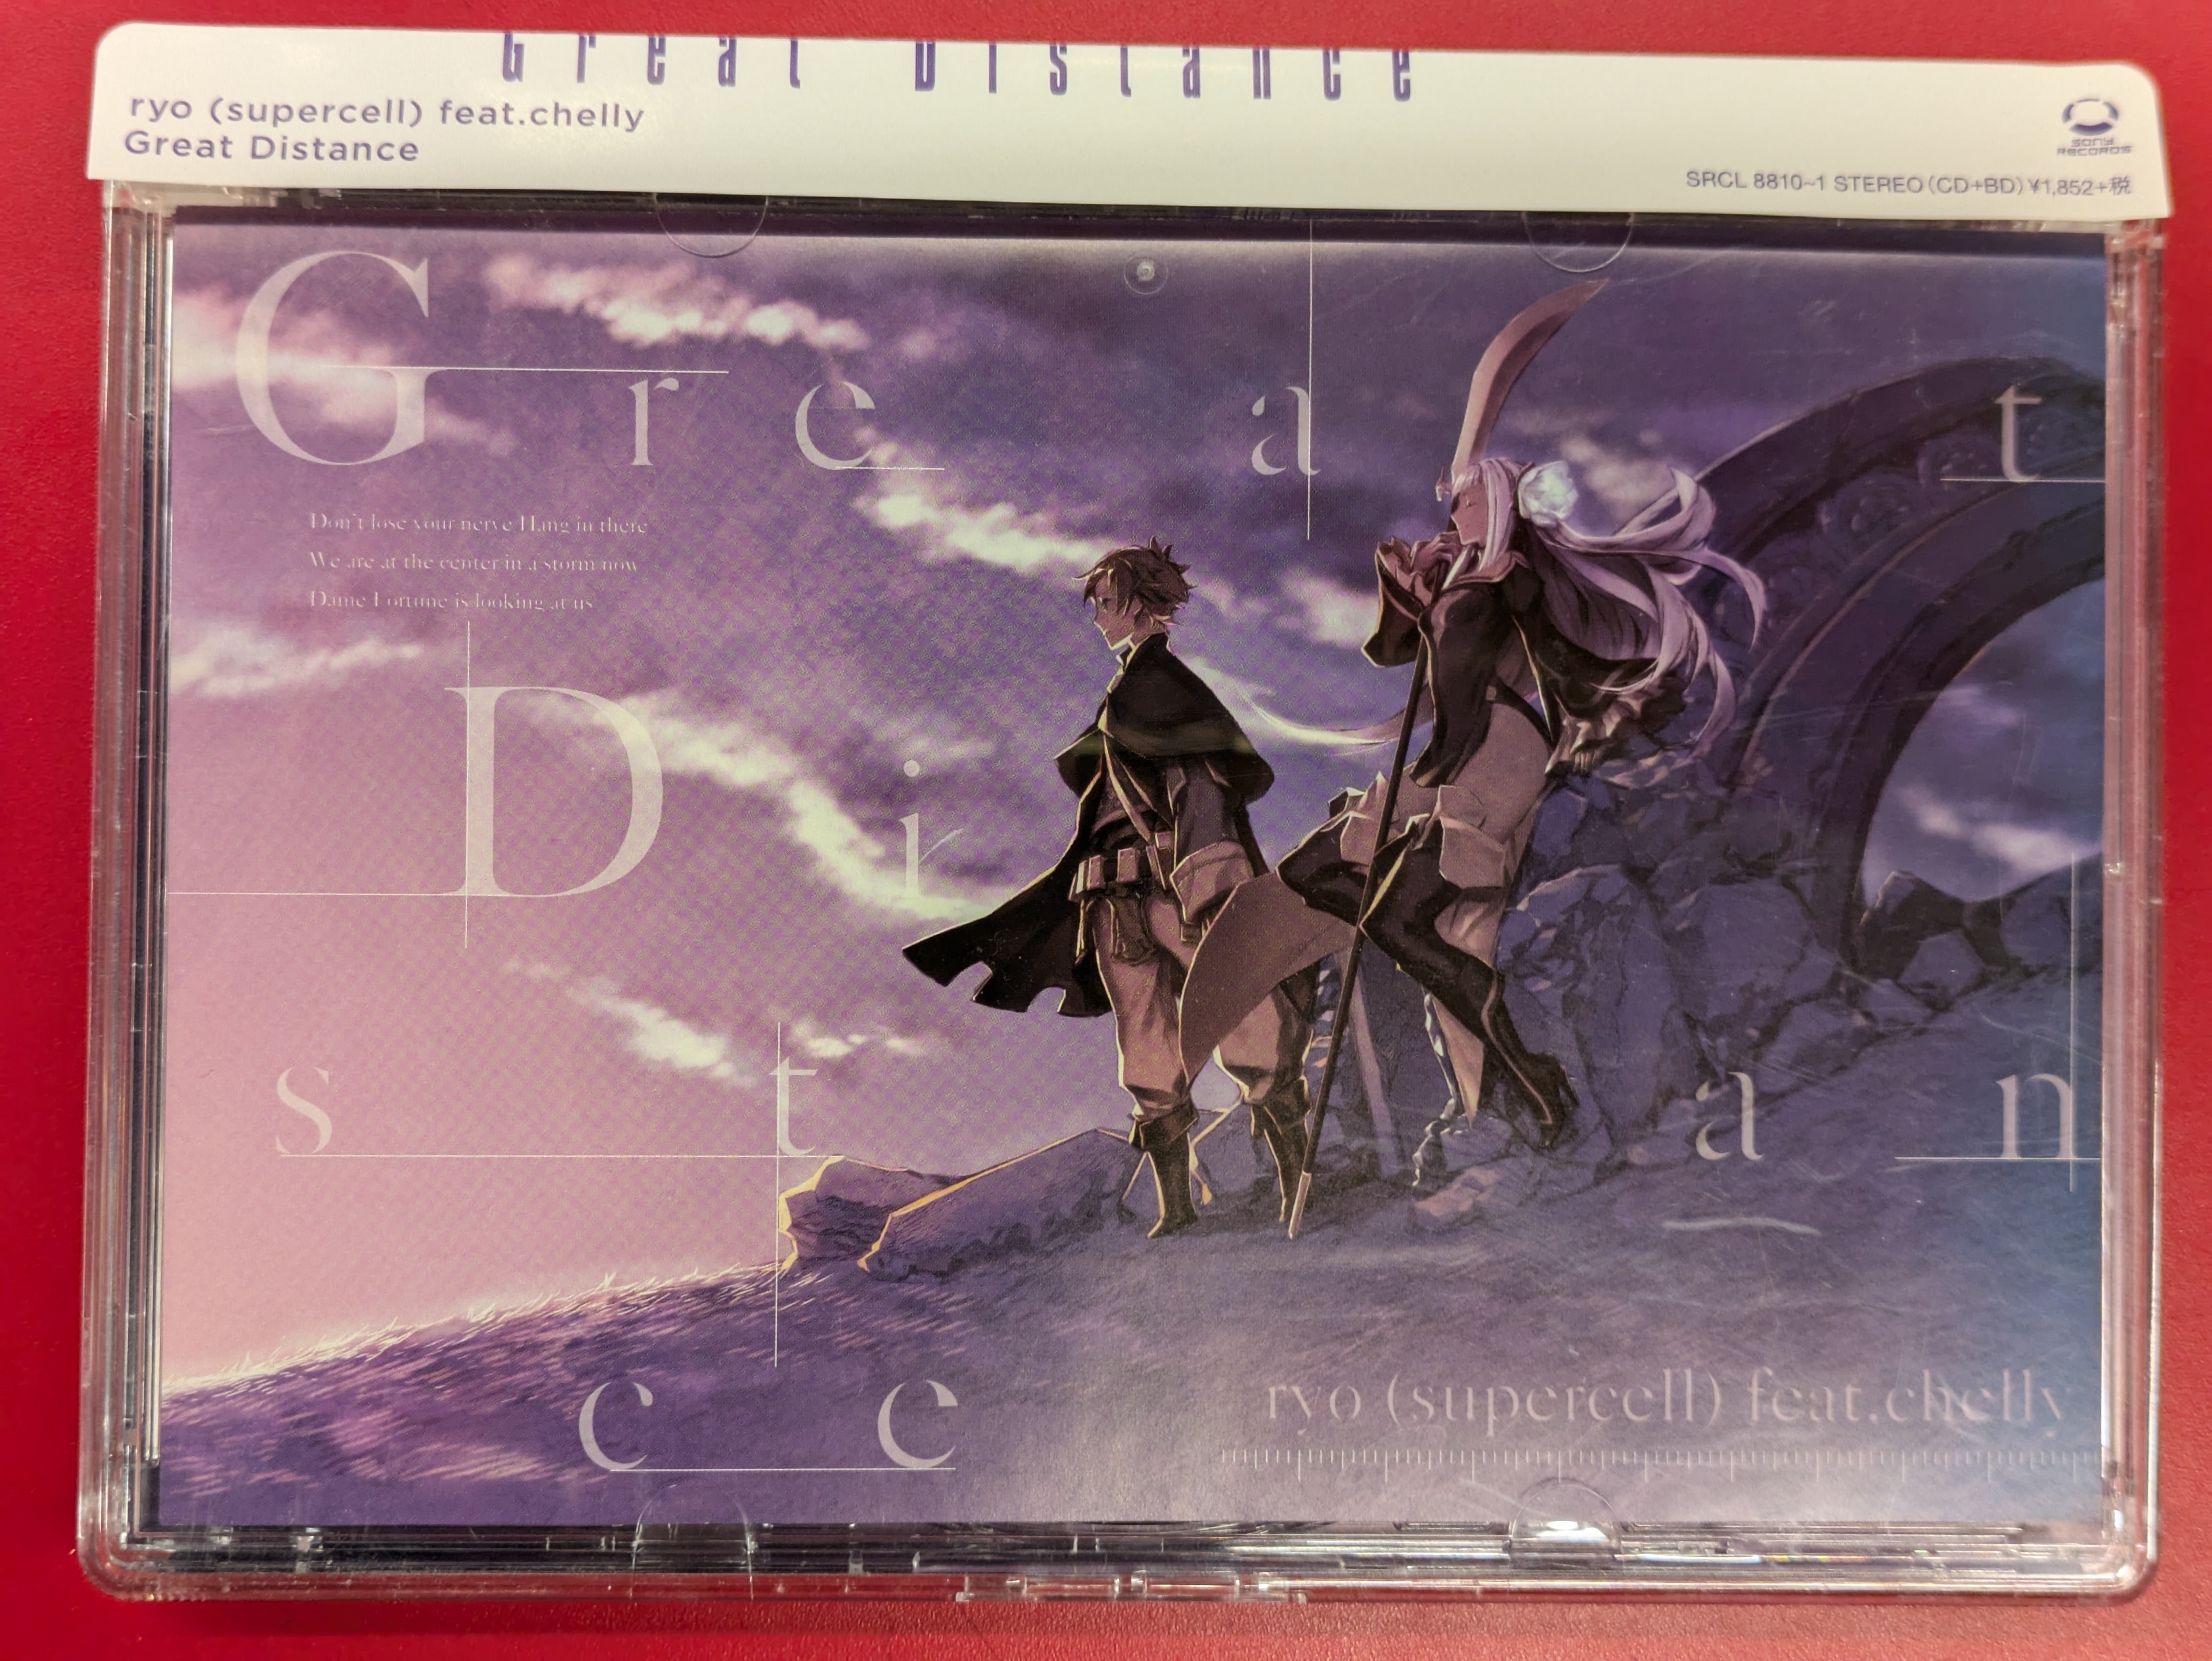 Great Distance
ryo (supercell) feat.chelly
Great Distance
SONY
RECORDS
SRCL 8810~1 STEREO (CD+BD) ¥1,852+税
Great
Don't lose your nerve Hang in there
We are at the center in a storm now
Dame Fortune is looking at us
Di
stan
ce
ryo (supercell) feat.chelly